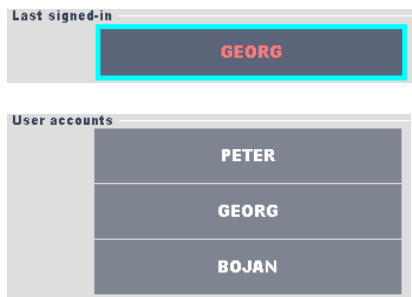 Last signed-in
GEORG
User accounts
PETER
GEORG
BOJAN